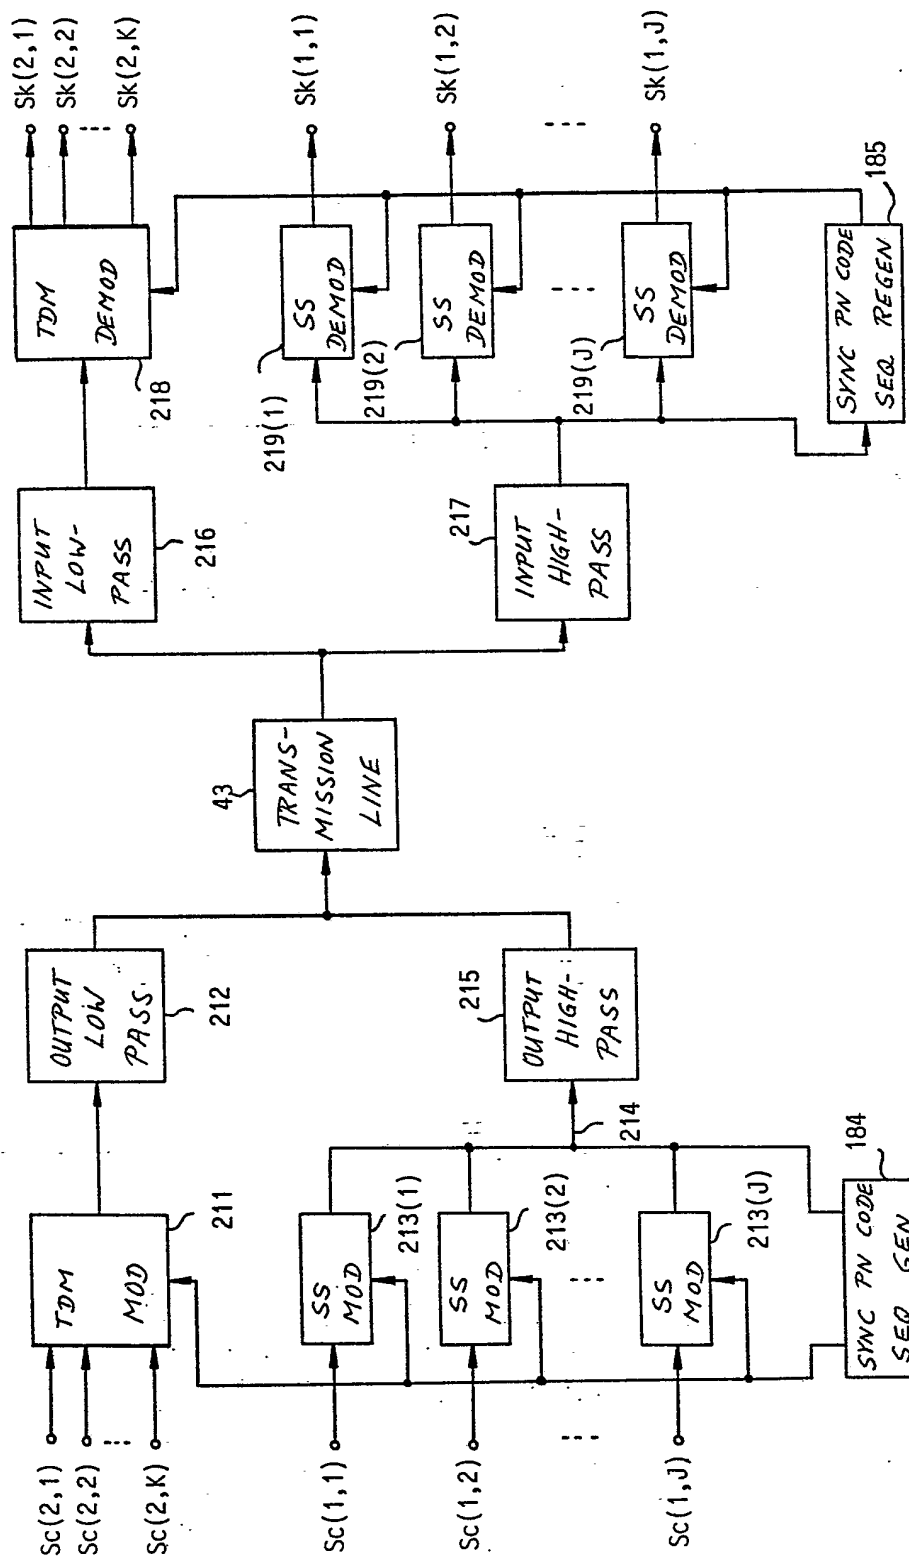 Sc(2,1)
Sc(2,2)
Sc(2,K)
TDM
MOD
211
OUTPUT
LOW
PASS.
212
Sc(1,1)
SS
MOD
213(1)
Sc(1,2)
SS
MOD
213(2)
Sc(1,J)
SS
MOD
213(J)
214
OUTPUT
HIGH-
PASS
215
SYNC PN CODE
SEQ GEN
184
TRANS-
MISSION
LINE
43
INPUT
LOW-
PASS
216
INPUT
HIGH-
PASS
217
TDM
DEMOD
218
Sk(2,1)
Sk(2,2)
Sk(2,K)
SS
DEMOD
219(1)
Sk(1,1)
SS
DEMOD
219(2)
Sk(1,2)
SS
DEMOD
219(J)
Sk(1,J)
SYNC PN CODE
SEQ REGEN
185